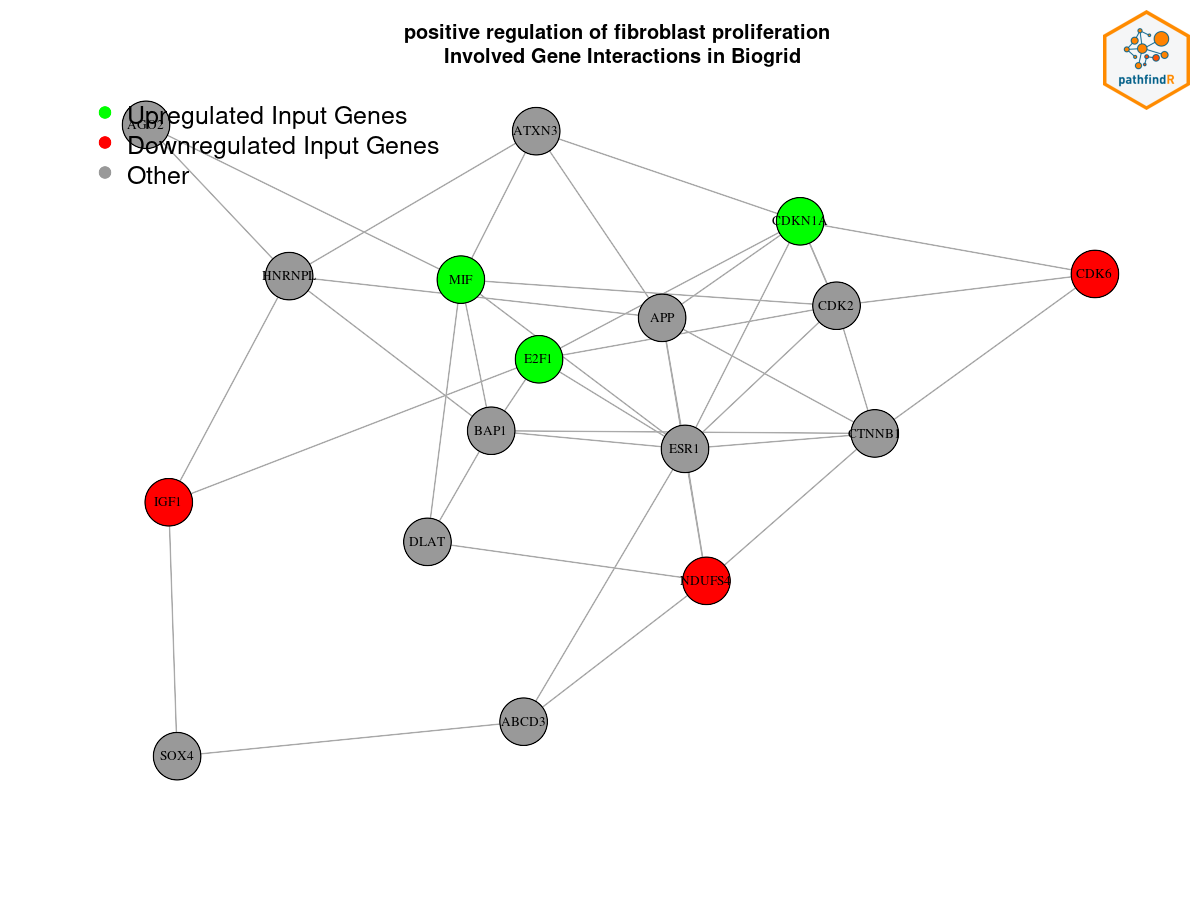 positive regulation of fibroblast proliferation
Involved Gene Interactions in Biogrid
pathfindR
Upregulated Input Genes
AGO2
ATXN3
Downregulated Input Genes
Other
CDKN1A
CDK6
HNRNPL
MIF
CDK2
APP
E2F1
BAP1
CTNNB1
ESR1
IGF1
DLAT
NDUFS4
ABCD3
SOX4